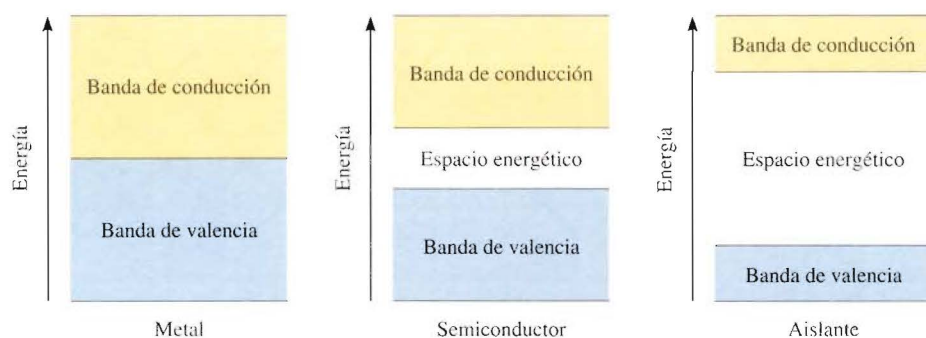 Energía
Banda de conducción
Banda de valencia
Metal
Energía
Banda de conducción
Espacio energético
Banda de valencia
Semiconductor
Energía
Banda de conducción
Espacio energético
Banda de valencia
Aislante